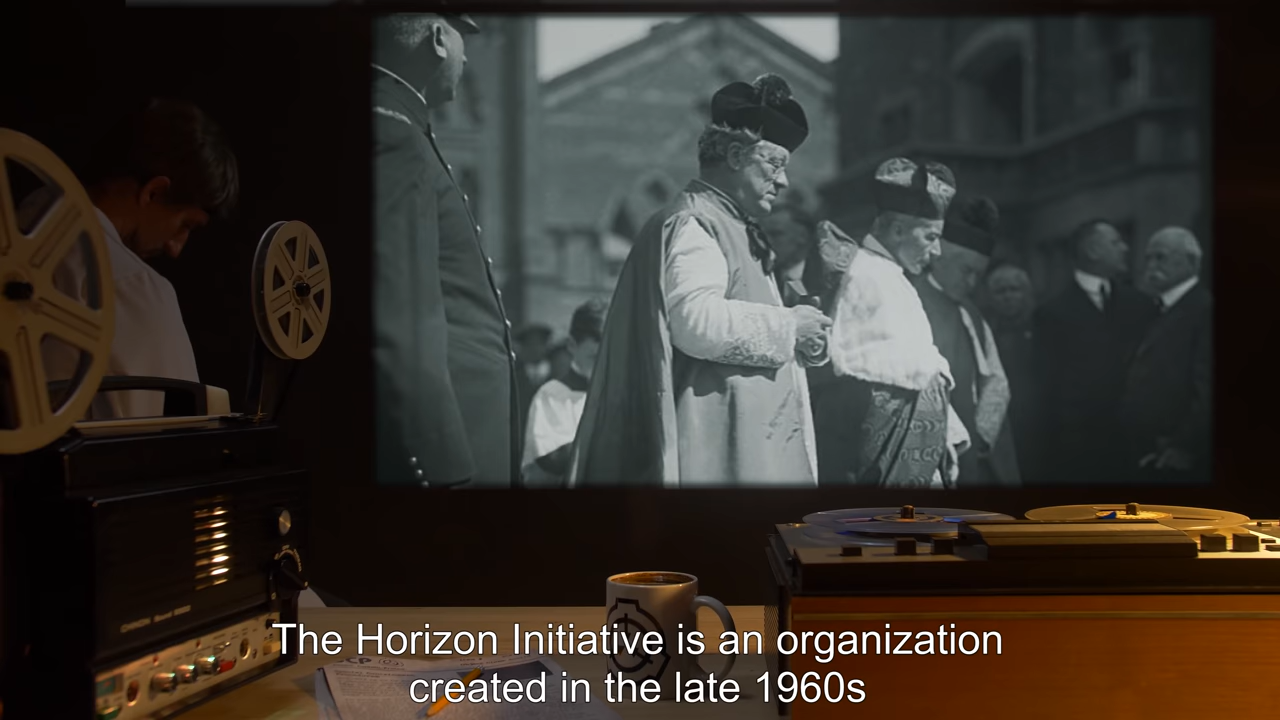 The Horizon Initiative is an organization
created in the late 1960s